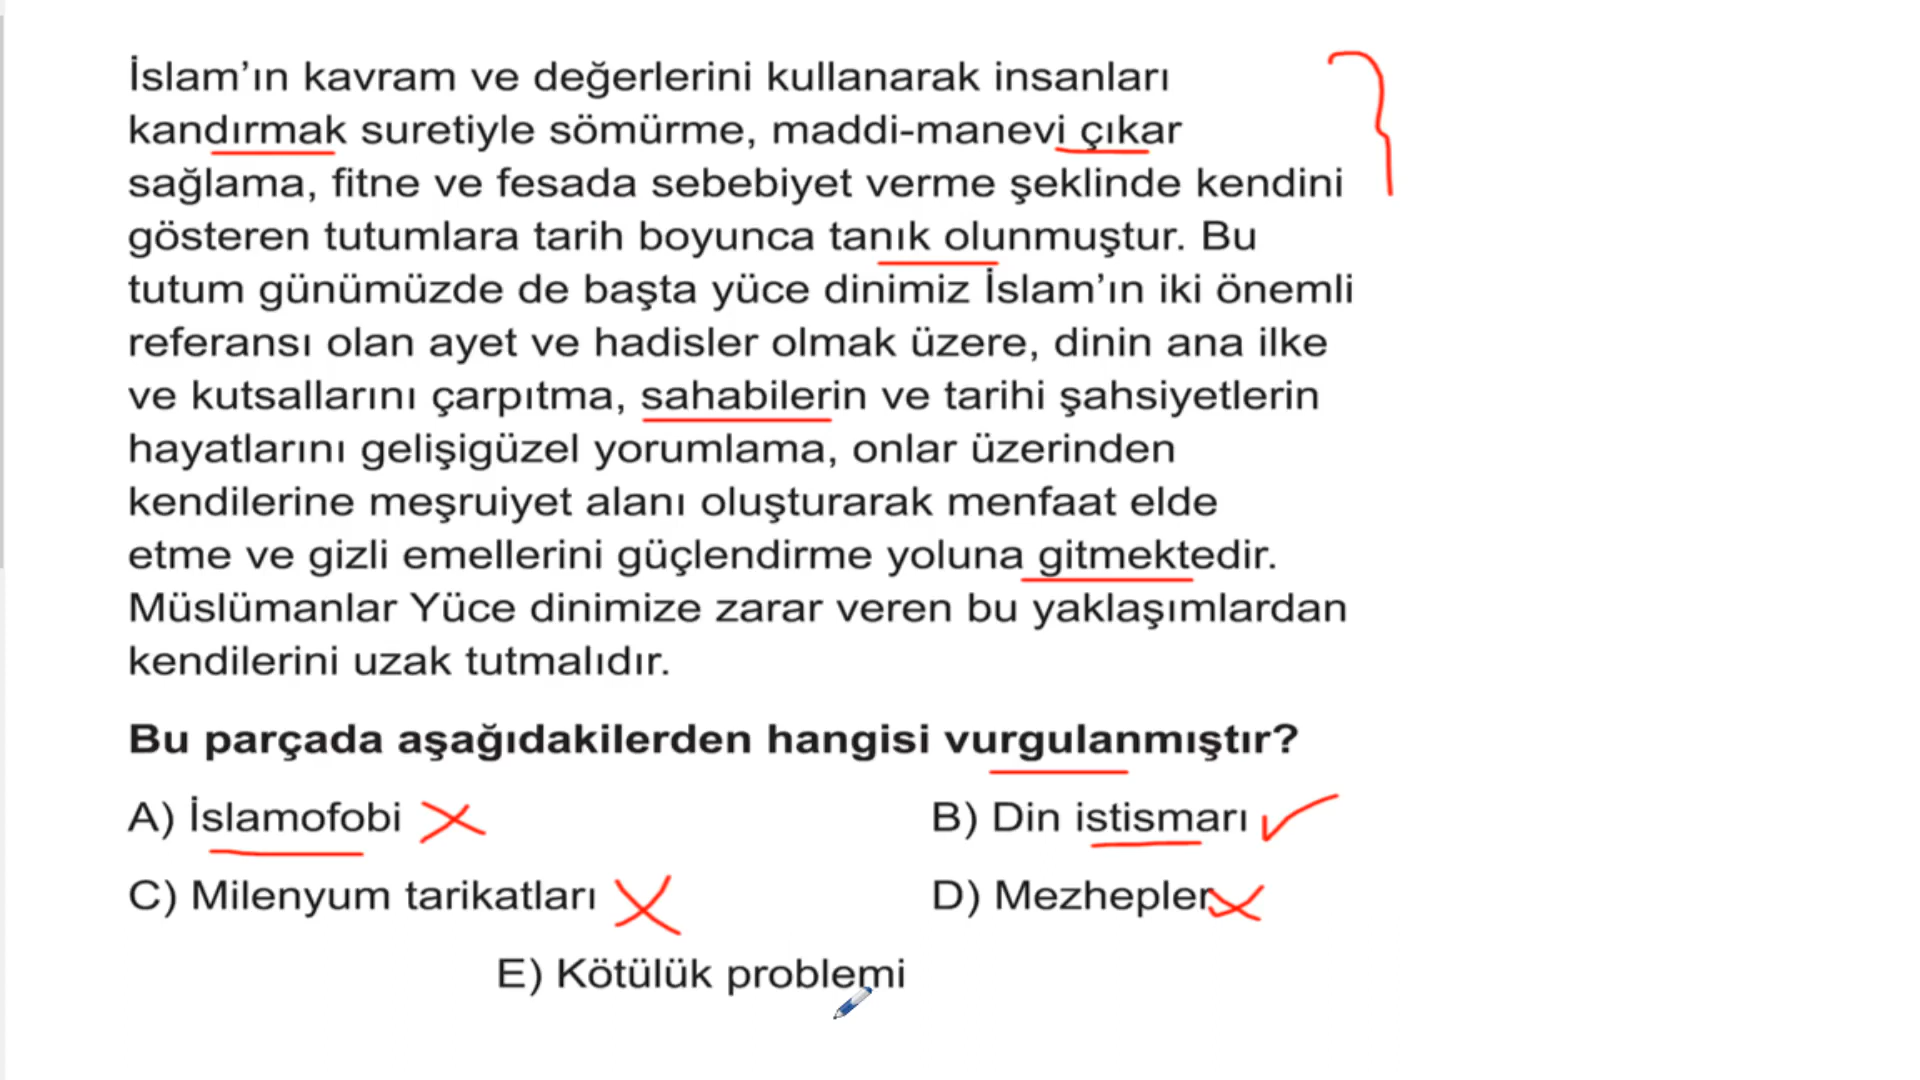 İslam’ın kavram ve değerlerini kullanarak insanları
kandırmak suretiyle sömürme, maddi-manevi çıkar
sağlama, fitne ve fesada sebebiyet verme şeklinde kendini
gösteren tutumlara tarih boyunca tanık olunmuştur. Bu
tutum günümüzde de başta yüce dinimiz İslam’ın iki önemli
referansı olan ayet ve hadisler olmak üzere, dinin ana ilke
ve kutsallarını çarpıtma, sahabilerin ve tarihi şahsiyetlerin
hayatlarını gelişigüzel yorumlama, onlar üzerinden
kendilerine meşruiyet alanı oluşturarak menfaat elde
etme ve gizli emellerini güçlendirme yoluna gitmektedir.
Müslümanlar Yüce dinimize zarar veren bu yaklaşımlardan
kendilerini uzak tutmalıdır.
Bu parçada aşağıdakilerden hangisi vurgulanmıştır?
A) İslamofobi
B) Din istismarı
C) Milenyum tarikatları
D) Mezhepler
E) Kötülük problemi